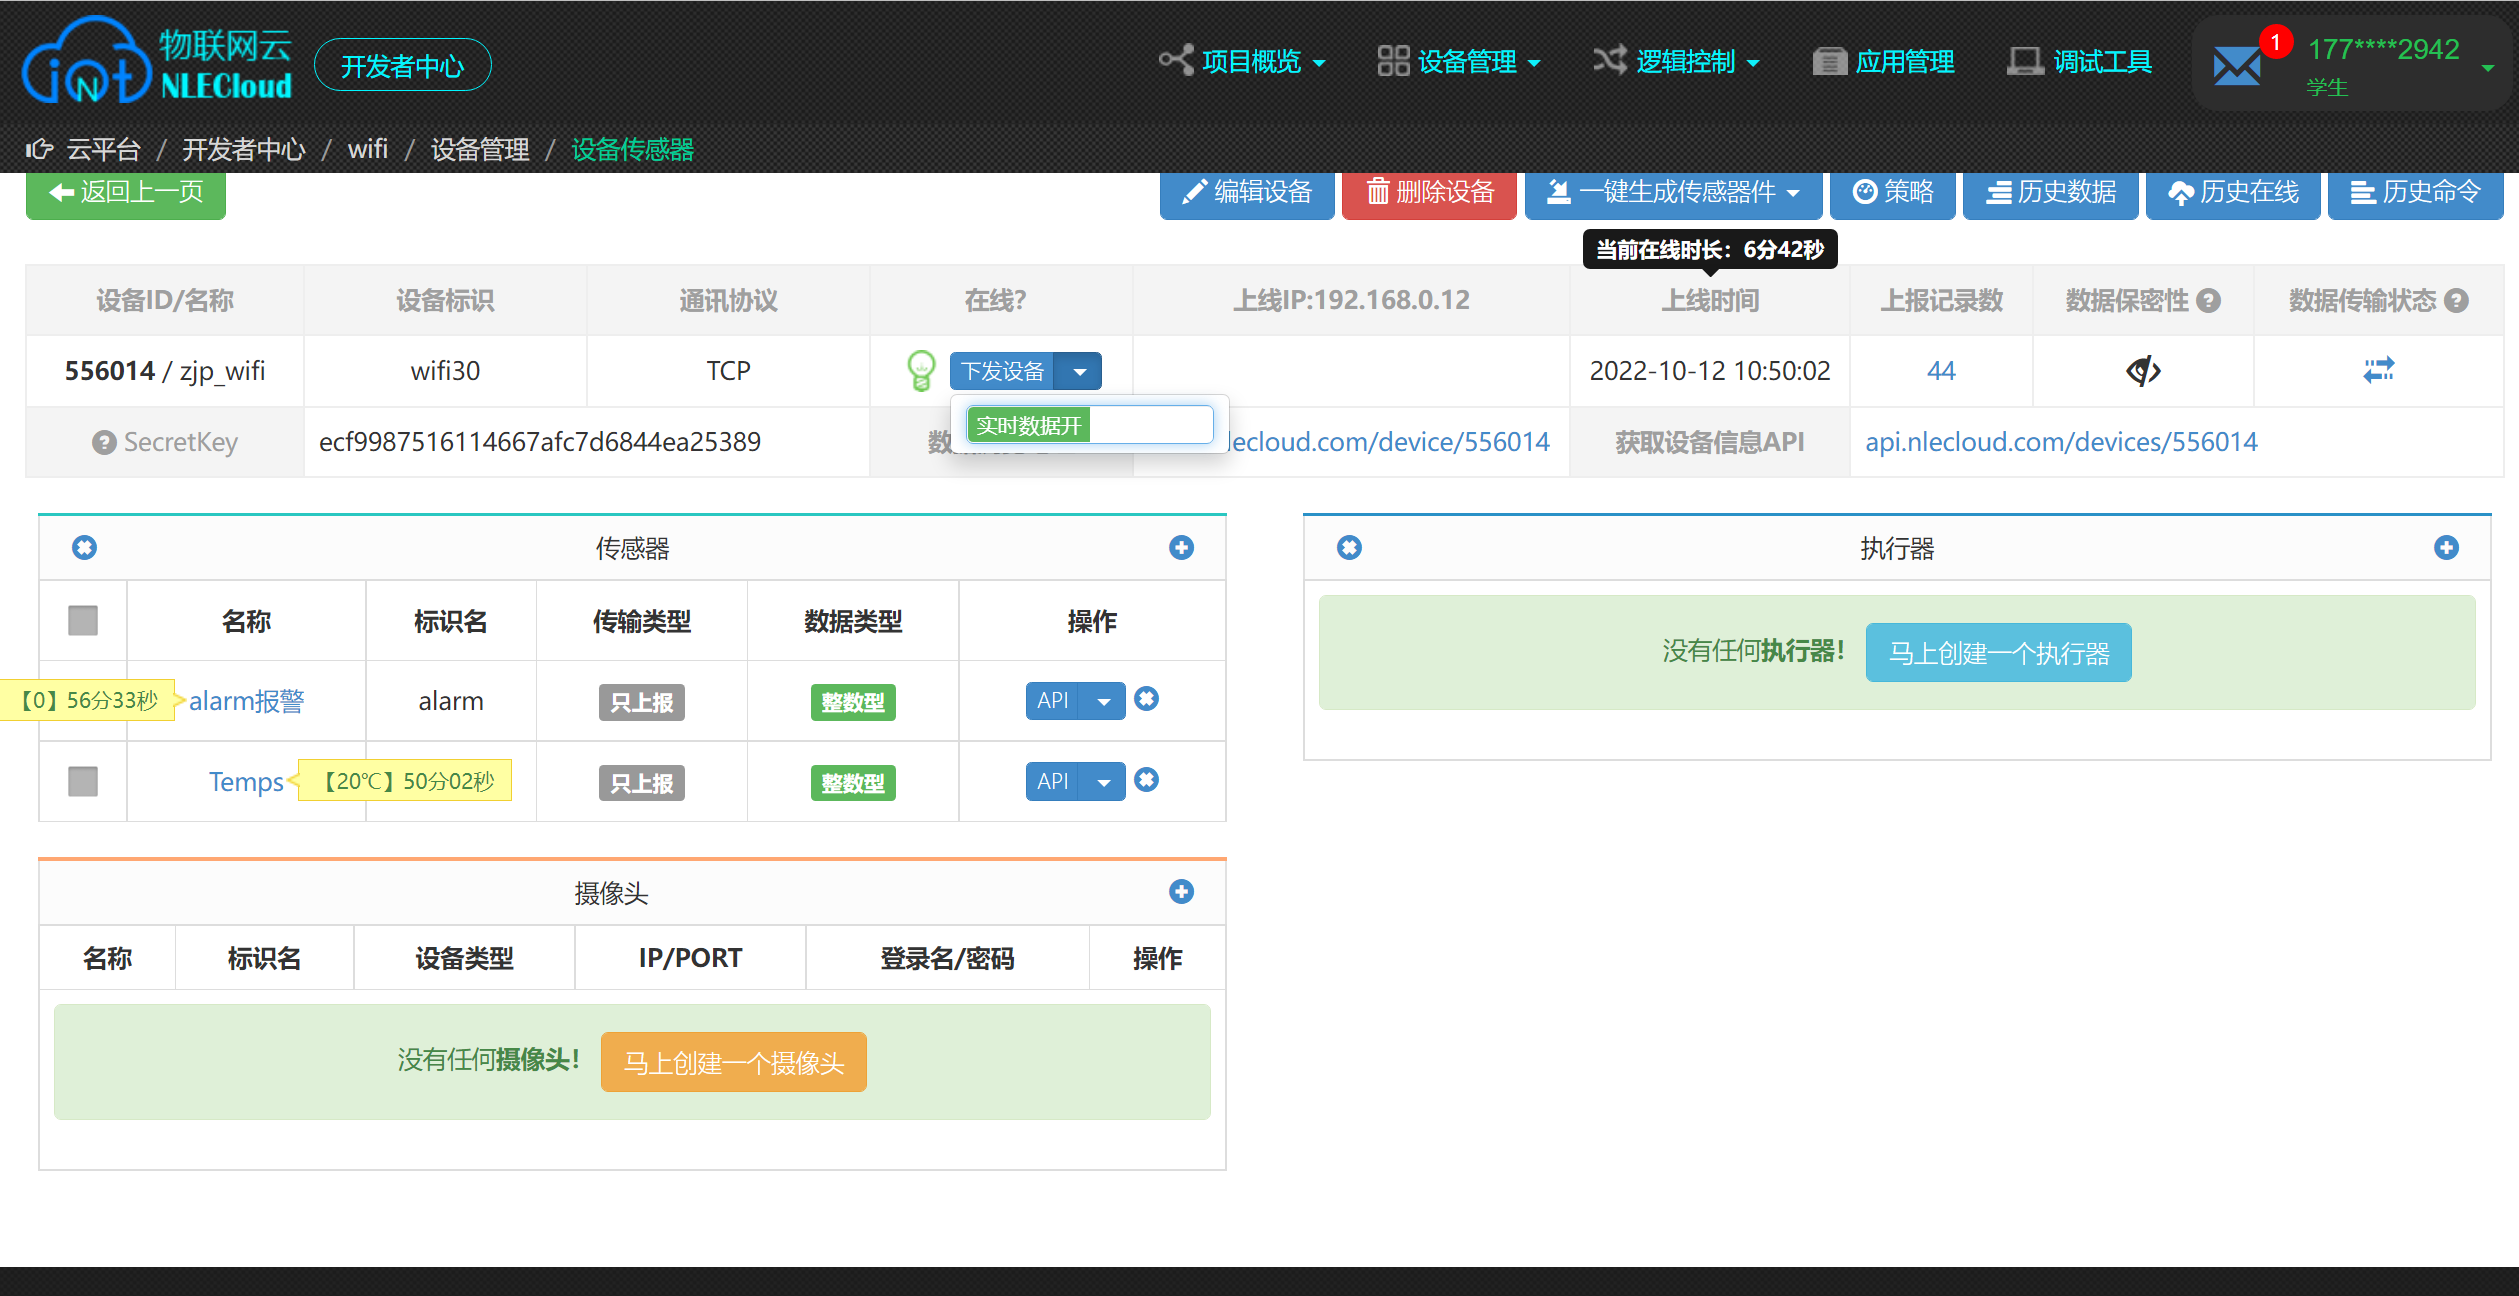 物联网云
NLECloud
开发者中心
项目概览
设备管理
逻辑控制
应用管理
调试工具
1
177****2942
学生
云平台 / 开发者中心 / wifi / 设备管理 / 设备传感器
返回上一页
编辑设备
删除设备
一键生成传感器件
策略
历史数据
历史在线
历史命令
当前在线时长：6分42秒
设备ID/名称 设备标识 通讯协议 在线? 上线IP:192.168.0.12 上线时间 上报记录数 数据保密性 数据传输状态
556014 / zjp_wifi wifi30 TCP 下发设备 2022-10-12 10:50:02 44
实时数据开
SecretKey ecf9987516114667afc7d6844ea25389 数 lecloud.com/device/556014 获取设备信息API api.nlecloud.com/devices/556014
传感器
名称 标识名 传输类型 数据类型 操作
【0】56分33秒 alarm报警 alarm 只上报 整数型 API
Temps 【20℃】50分02秒 只上报 整数型 API
执行器
没有任何执行器！ 马上创建一个执行器
摄像头
名称 标识名 设备类型 IP/PORT 登录名/密码 操作
没有任何摄像头！ 马上创建一个摄像头